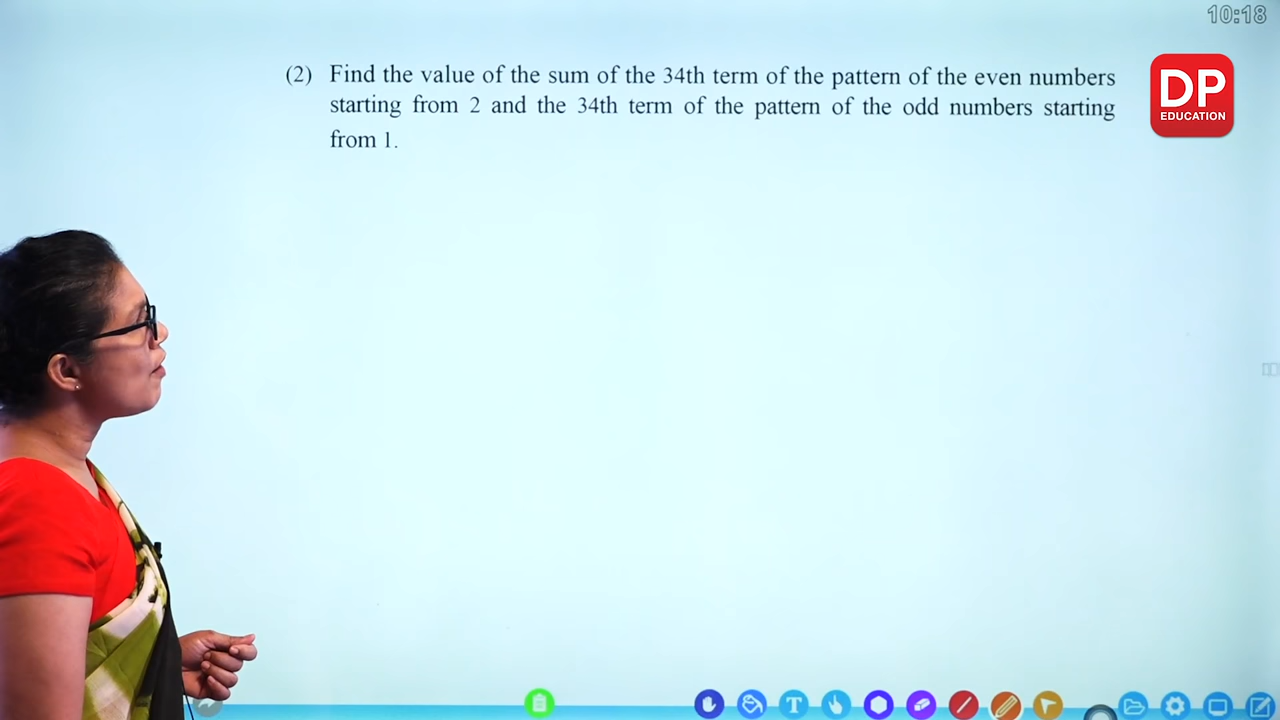 10:18
(2) Find the value of the sum of the 34th term of the pattern of the even numbers
starting from 2 and the 34th term of the pattern of the odd numbers starting
from 1.
DP
EDUCATION
T